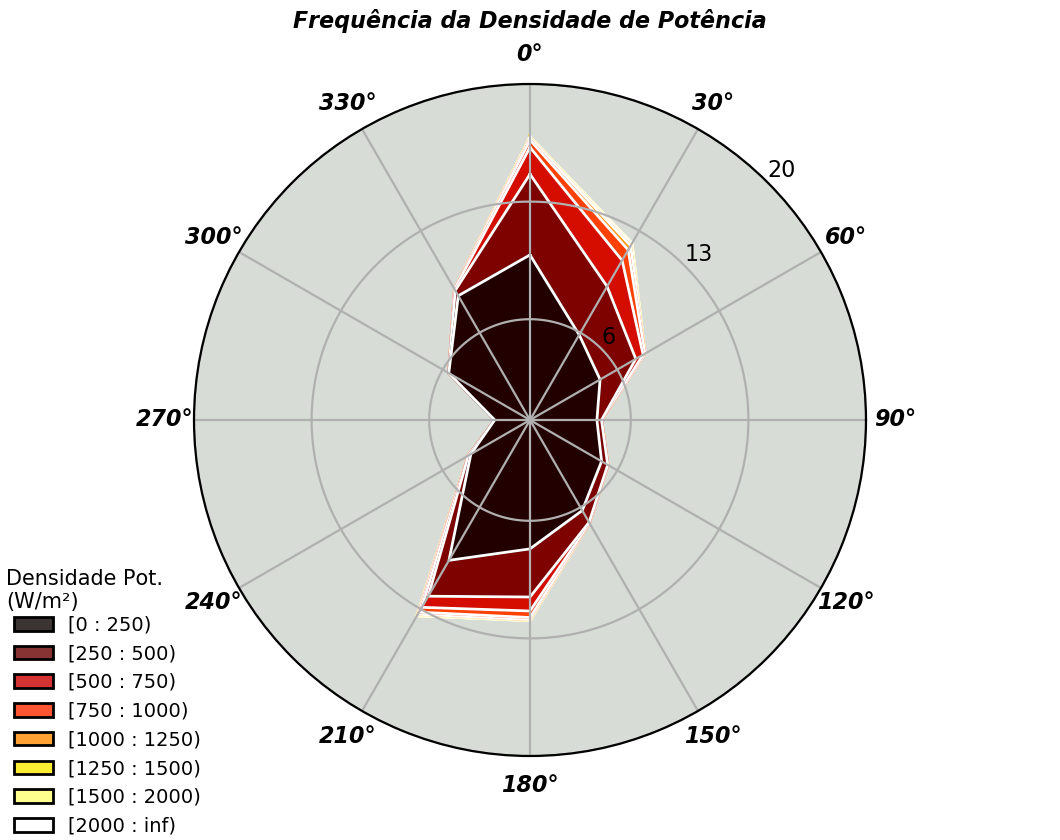 Frequência da Densidade de Potência
0°
330°
30°
20
300°
60°
13
6
270°
90°
240°
120°
210°
150°
180°
Densidade Pot.
(W/m²)
[0 : 250)
[250 : 500)
[500 : 750)
[750 : 1000)
[1000 : 1250)
[1250 : 1500)
[1500 : 2000)
[2000 : inf)